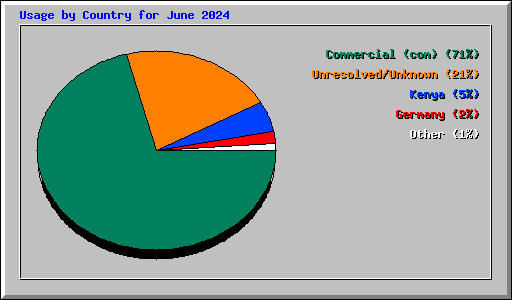 Usage by Country for June 2024
Commercial (com) (71%)
Unresolved/Unknown (21%)
Kenya (5%)
Germany (2%)
Other (1%)